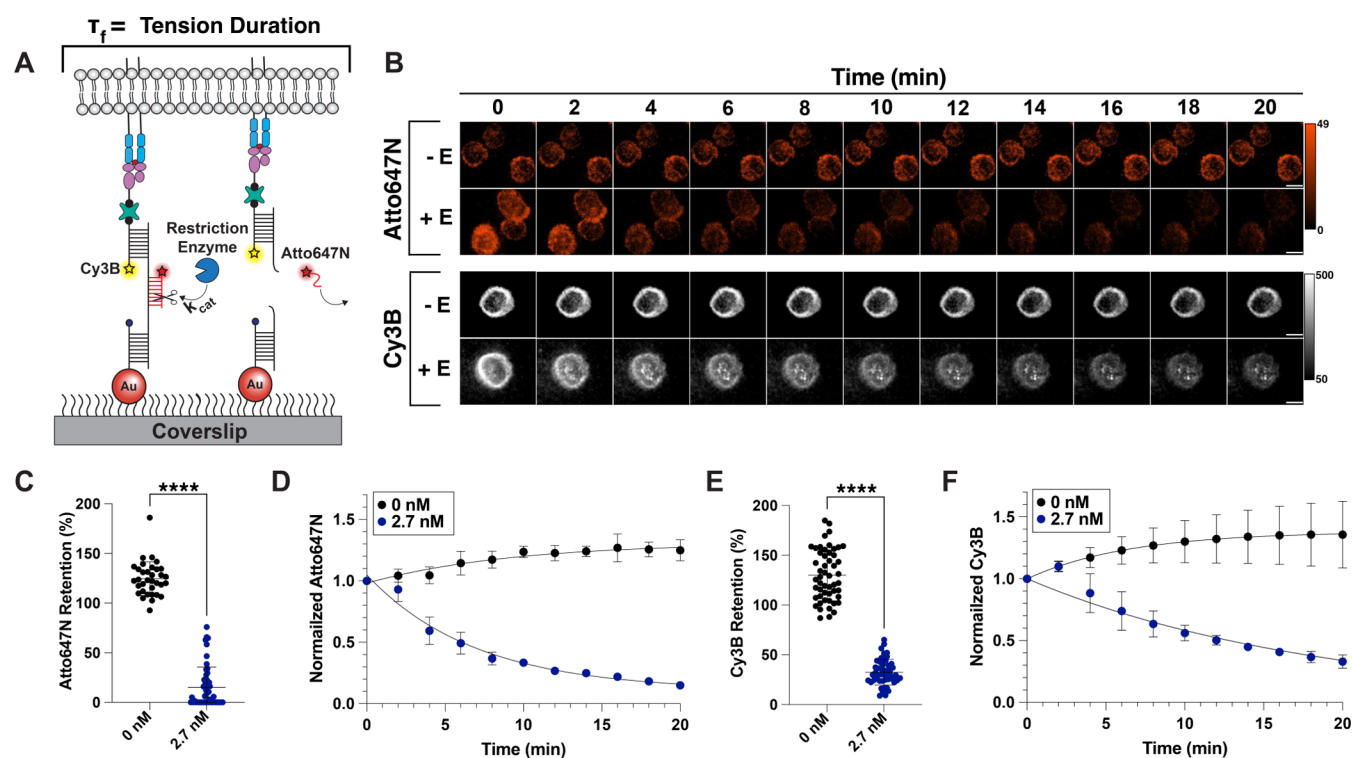 τf = Tension Duration
A
Restriction
Enzyme
Cy3B
Atto647N
kcat
Au
Au
Coverslip
B
Time (min)
0 2 4 6 8 10 12 14 16 18 20
Atto647N
- E
+ E
49
0
Cy3B
- E
+ E
500
50
C
Atto647N Retention (%)
200
150
100
50
0
****
0 nM
2.7 nM
D
Normailzed Atto647N
1.5
1.0
0.5
0.0
0 nM
2.7 nM
0 5 10 15 20
Time (min)
E
Cy3B Retention (%)
200
150
100
50
0
****
0 nM
2.7 nM
F
Normailzed Cy3B
1.5
1.0
0.5
0.0
0 nM
2.7 nM
0 5 10 15 20
Time (min)